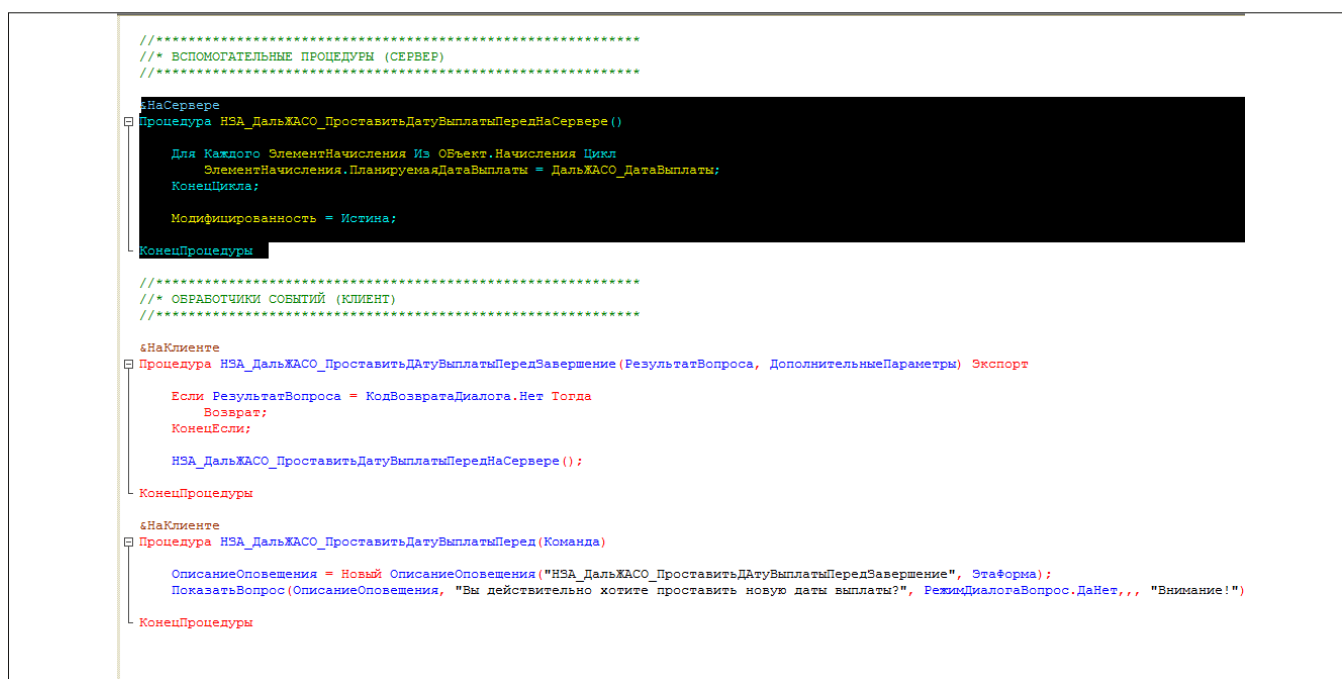 //************************************************************
//* ВСПОМОГАТЕЛЬНЫЕ ПРОЦЕДУРЫ (СЕРВЕР)
//************************************************************
&НаСервере
Процедура НЗА_ДальЖАСО_ПроставитьДатуВыплатыПередНаСервере()
Для Каждого ЭлементНачисления Из ОБъект.Начисления Цикл
ЭлементНачисления.ПланируемаяДатаВыплаты = ДальЖАСО_ДатаВыплаты;
КонецЦикла;
Модифицированность = Истина;
КонецПроцедуры
//************************************************************
//* ОБРАБОТЧИКИ СОБЫТИЙ (КЛИЕНТ)
//************************************************************
&НаКлиенте
Процедура НЗА_ДальЖАСО_ПроставитьДАтуВыплатыПередЗавершение(РезультатВопроса, ДополнительныеПараметры) Экспорт
Если РезультатВопроса = КодВозвратаДиалога.Нет Тогда
Возврат;
КонецЕсли;
НЗА_ДальЖАСО_ПроставитьДатуВыплатыПередНаСервере();
КонецПроцедуры
&НаКлиенте
Процедура НЗА_ДальЖАСО_ПроставитьДатуВыплатыПеред(Команда)
ОписаниеОповещения = Новый ОписаниеОповещения("НЗА_ДальЖАСО_ПроставитьДАтуВыплатыПередЗавершение", ЭтаФорма);
ПоказатьВопрос(ОписаниеОповещения, "Вы действительно хотите проставить новую даты выплаты?", РежимДиалогаВопрос.ДаНет,,, "Внимание!")
КонецПроцедуры